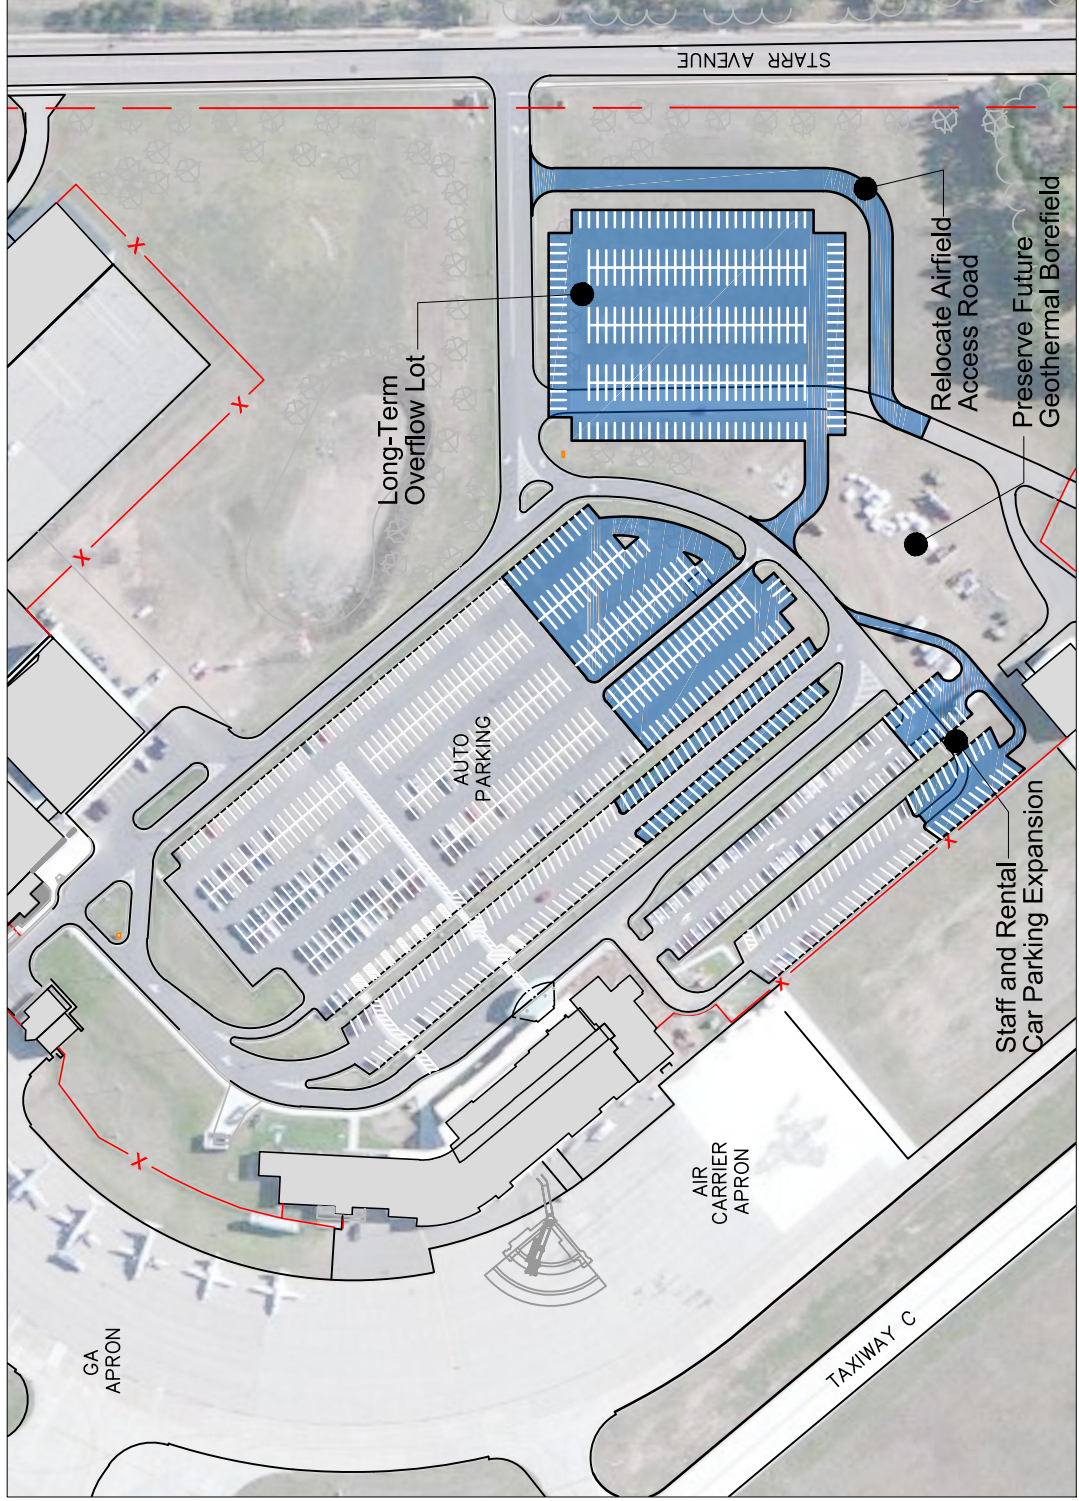 STARR AVENUE
Long-Term
Overflow Lot
Relocate Airfield
Access Road
Preserve Future
Geothermal Borefield
AUTO
PARKING
Staff and Rental
Car Parking Expansion
AIR
CARRIER
APRON
GA
APRON
TAXIWAY C
X
X
X
X
X
X